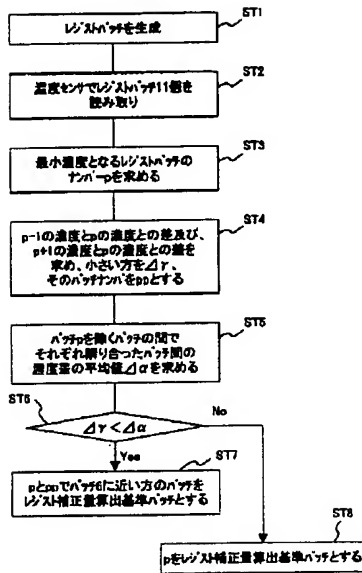 ST1
レジストパッチを生成
ST2
濃度センサでレジストパッチ11個を
読み取り
ST3
最小濃度となるレジストパッチの
ナンバーpを求める
ST4
p-1の濃度とpの濃度との差及び、
p+1の濃度とpの濃度との差を
求め、小さい方を⊿γ、
そのパッチナンバをppとする
ST5
パッチpを除くパッチの間で
それぞれ隣り合ったパッチ間の
濃度差の平均値⊿αを求める
ST6
⊿γ<⊿α
No
Yes
ST7
pとppでパッチ6に近い方のパッチを
レジスト補正量算出基準パッチとする
ST8
pをレジスト補正量算出基準パッチとする